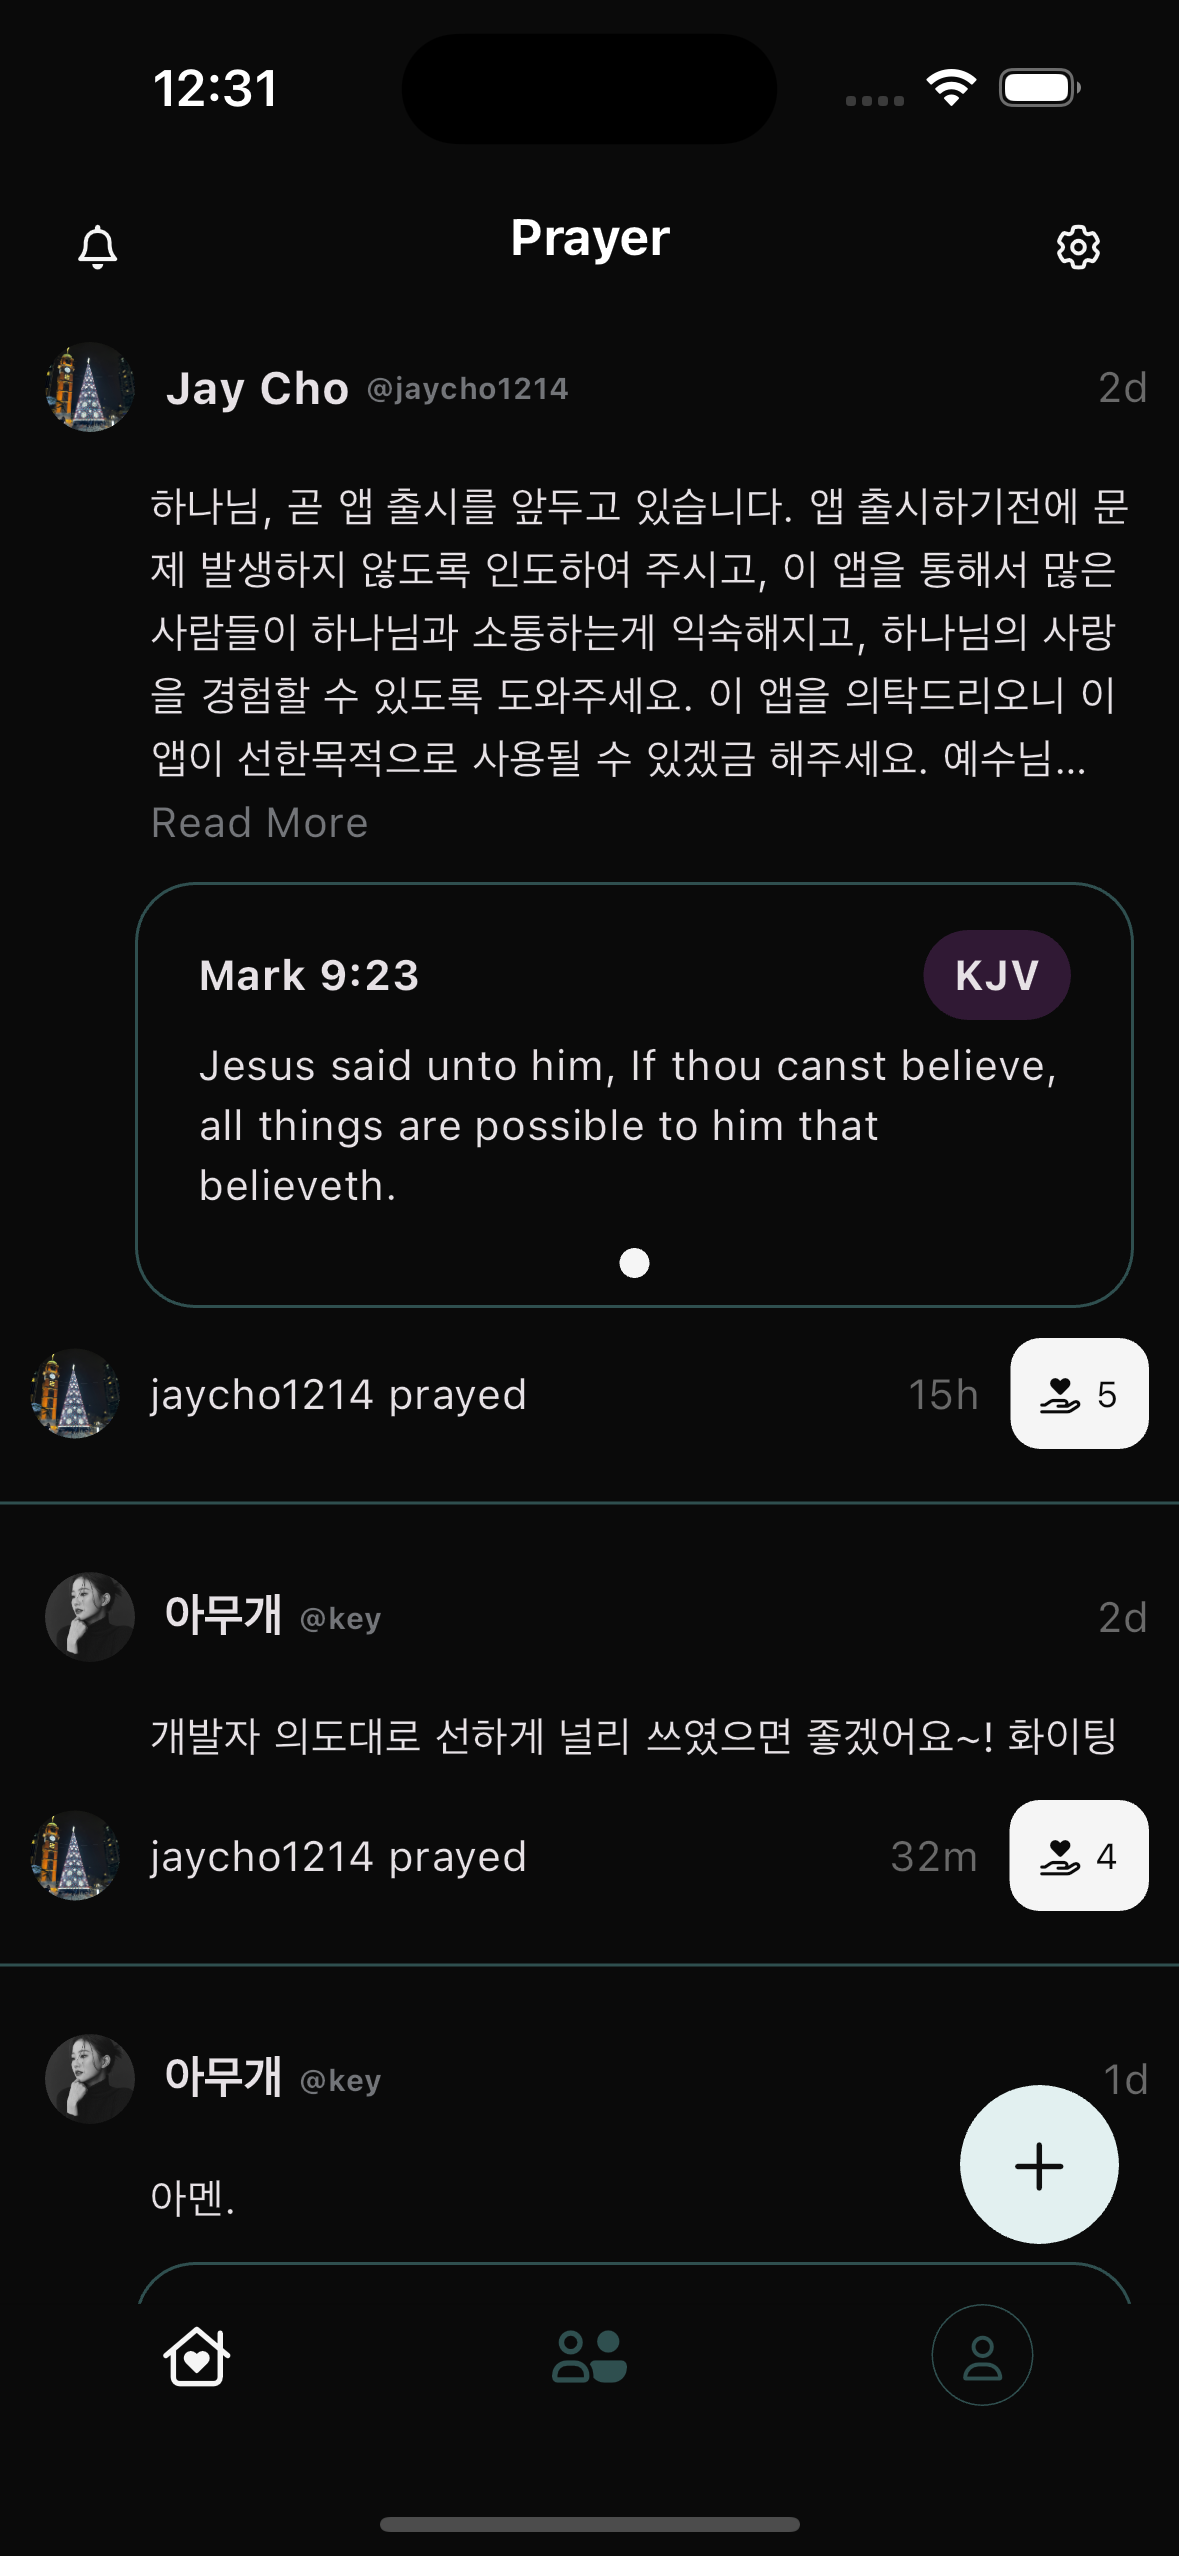 12:31
Prayer
Jay Cho @jaycho1214 2d
하나님, 곧 앱 출시를 앞두고 있습니다. 앱 출시하기전에 문
제 발생하지 않도록 인도하여 주시고, 이 앱을 통해서 많은
사람들이 하나님과 소통하는게 익숙해지고, 하나님의 사랑
을 경험할 수 있도록 도와주세요. 이 앱을 의탁드리오니 이
앱이 선한목적으로 사용될 수 있겠금 해주세요. 예수님...
Read More
Mark 9:23 KJV
Jesus said unto him, If thou canst believe,
all things are possible to him that
believeth.
jaycho1214 prayed 15h 5
아무개 @key 2d
개발자 의도대로 선하게 널리 쓰였으면 좋겠어요~! 화이팅
jaycho1214 prayed 32m 4
아무개 @key 1d
아멘.